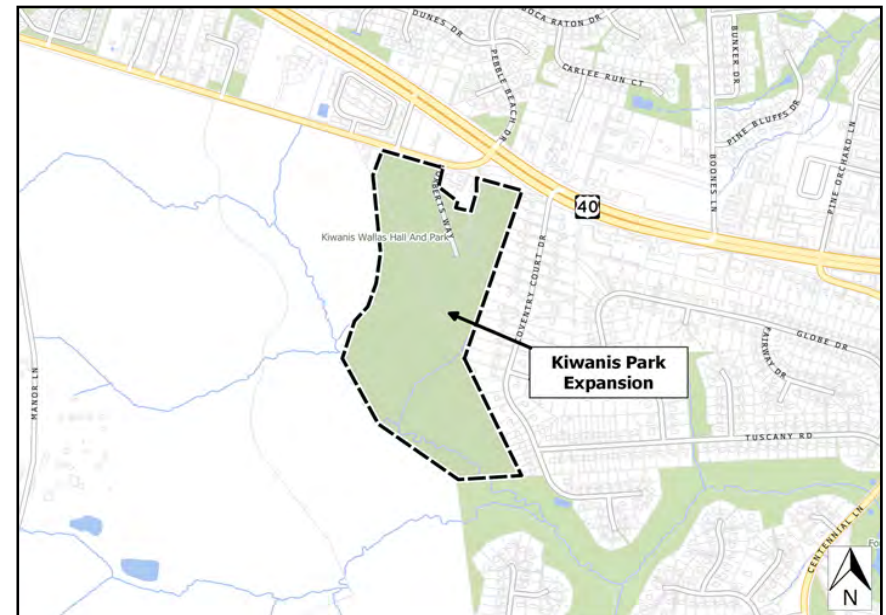 DUNES DR
BOCA RATON DR
PEBBLE BEACH DR
CARLEE RUN CT
BUNKER DR
PINE BLUFFS DR
BOONES LN
PINE ORCHARD LN
40
Kiwanis Wallas Hall And Park
COVENTRY COURT DR
GLOBE DR
FAIRWAY DR
Kiwanis Park
Expansion
MANOR LN
TUSCANY RD
CENTENNIAL LN
N